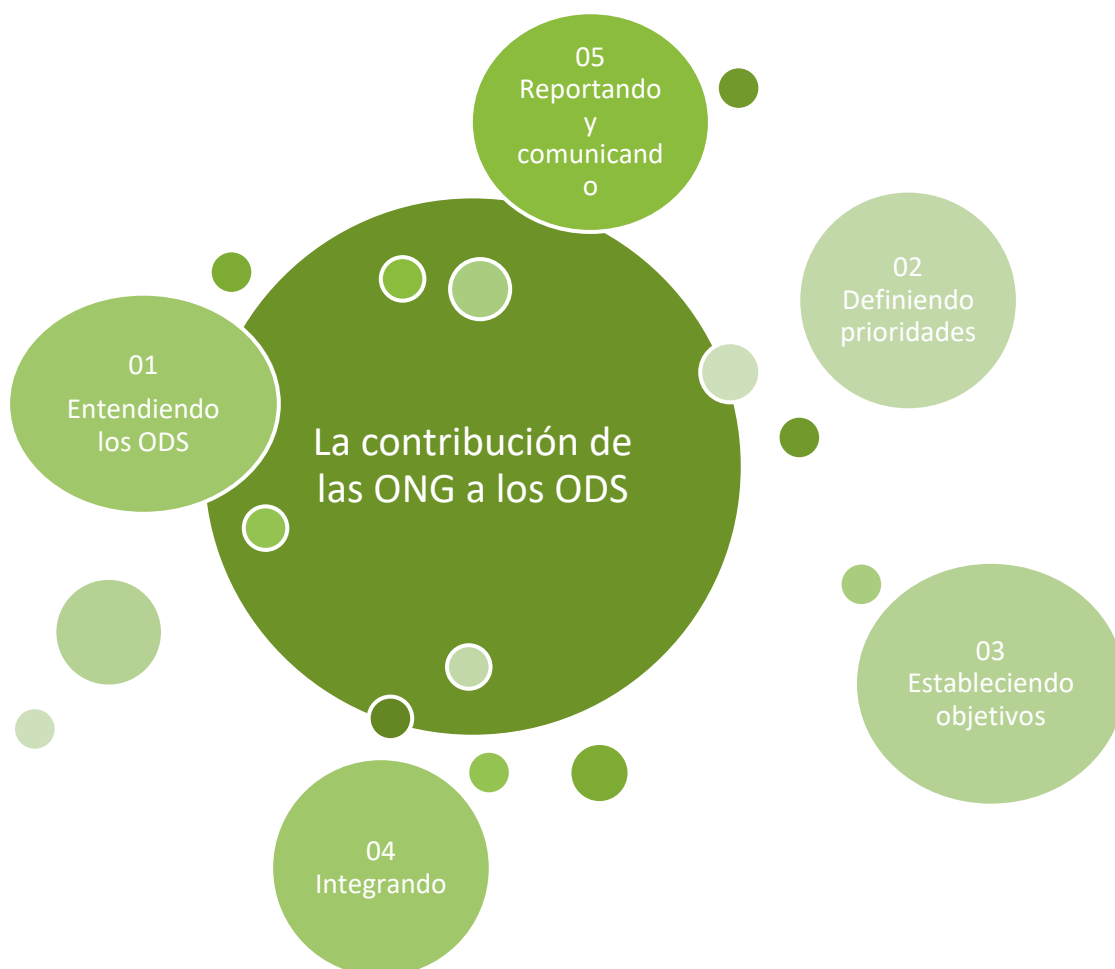 05
Reportando
y
comunicand
o
02
Definiendo
prioridades
01
Entendiendo
los ODS
La contribución de
las ONG a los ODS
03
Estableciendo
objetivos
04
Integrando